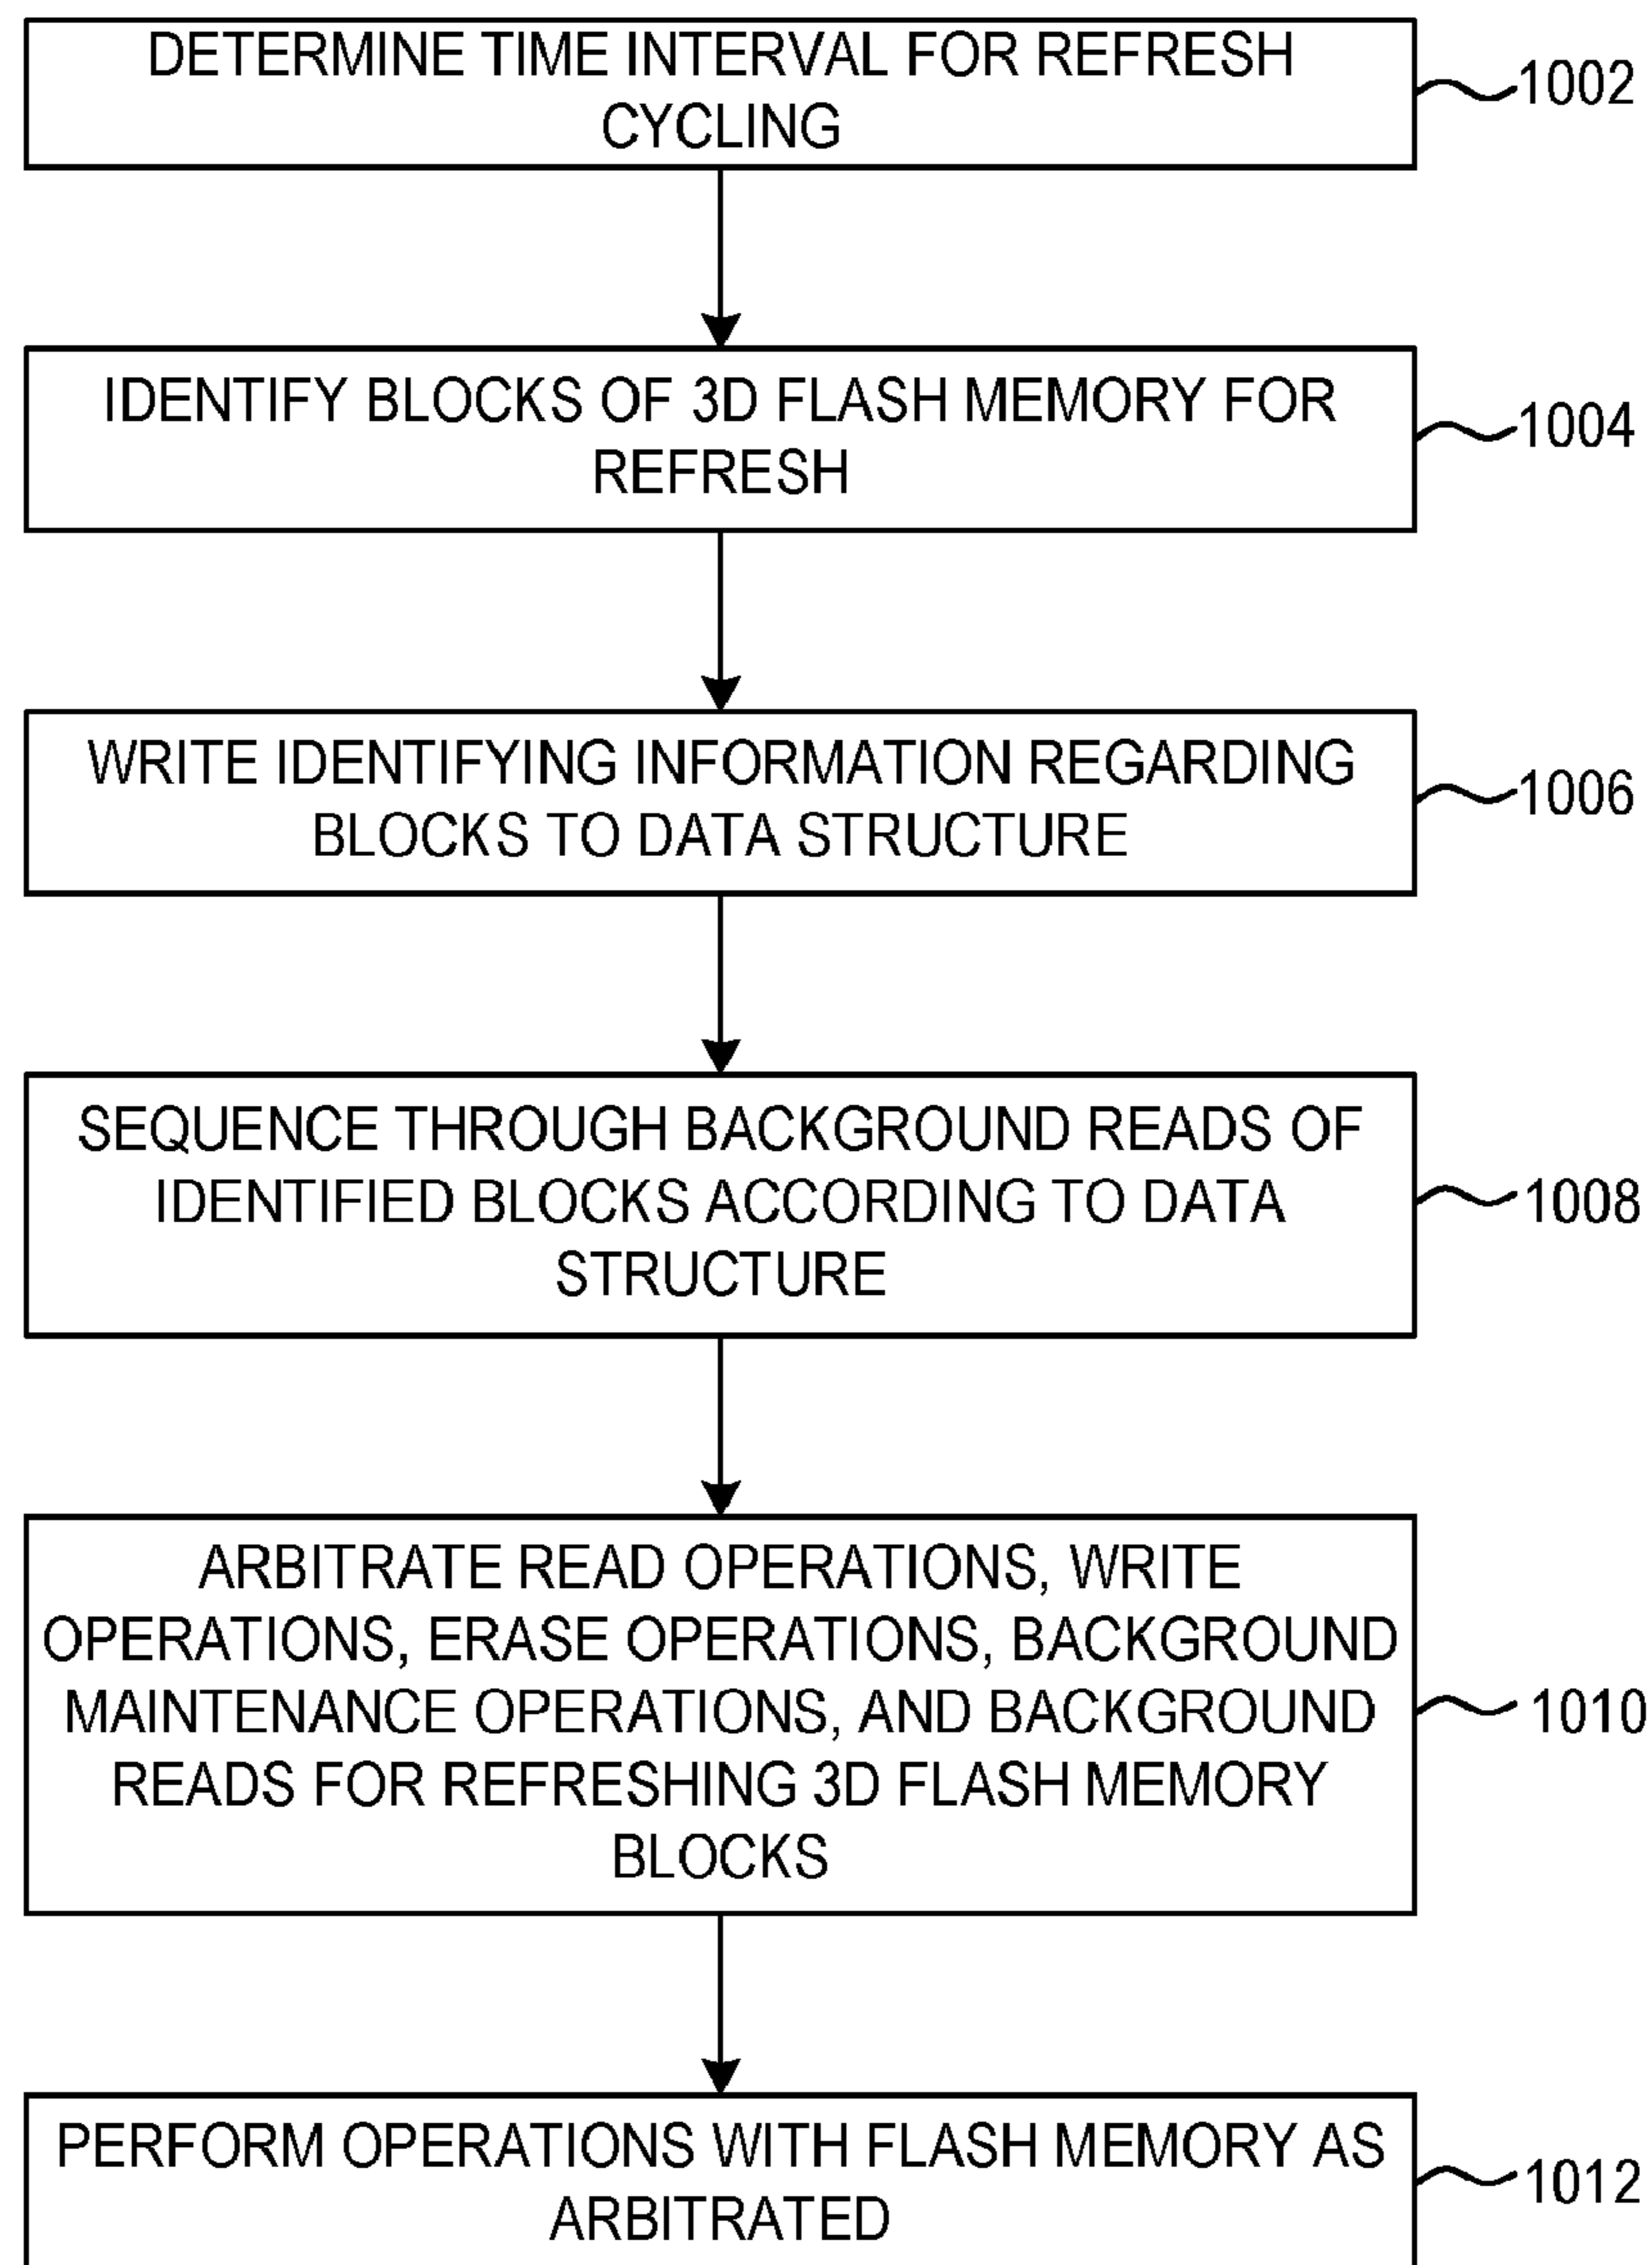 DETERMINE TIME INTERVAL FOR REFRESH
CYCLING
1002
IDENTIFY BLOCKS OF 3D FLASH MEMORY FOR
REFRESH
1004
WRITE IDENTIFYING INFORMATION REGARDING
BLOCKS TO DATA STRUCTURE
1006
SEQUENCE THROUGH BACKGROUND READS OF
IDENTIFIED BLOCKS ACCORDING TO DATA
STRUCTURE
1008
ARBITRATE READ OPERATIONS, WRITE
OPERATIONS, ERASE OPERATIONS, BACKGROUND
MAINTENANCE OPERATIONS, AND BACKGROUND
READS FOR REFRESHING 3D FLASH MEMORY
BLOCKS
1010
PERFORM OPERATIONS WITH FLASH MEMORY AS
ARBITRATED
1012